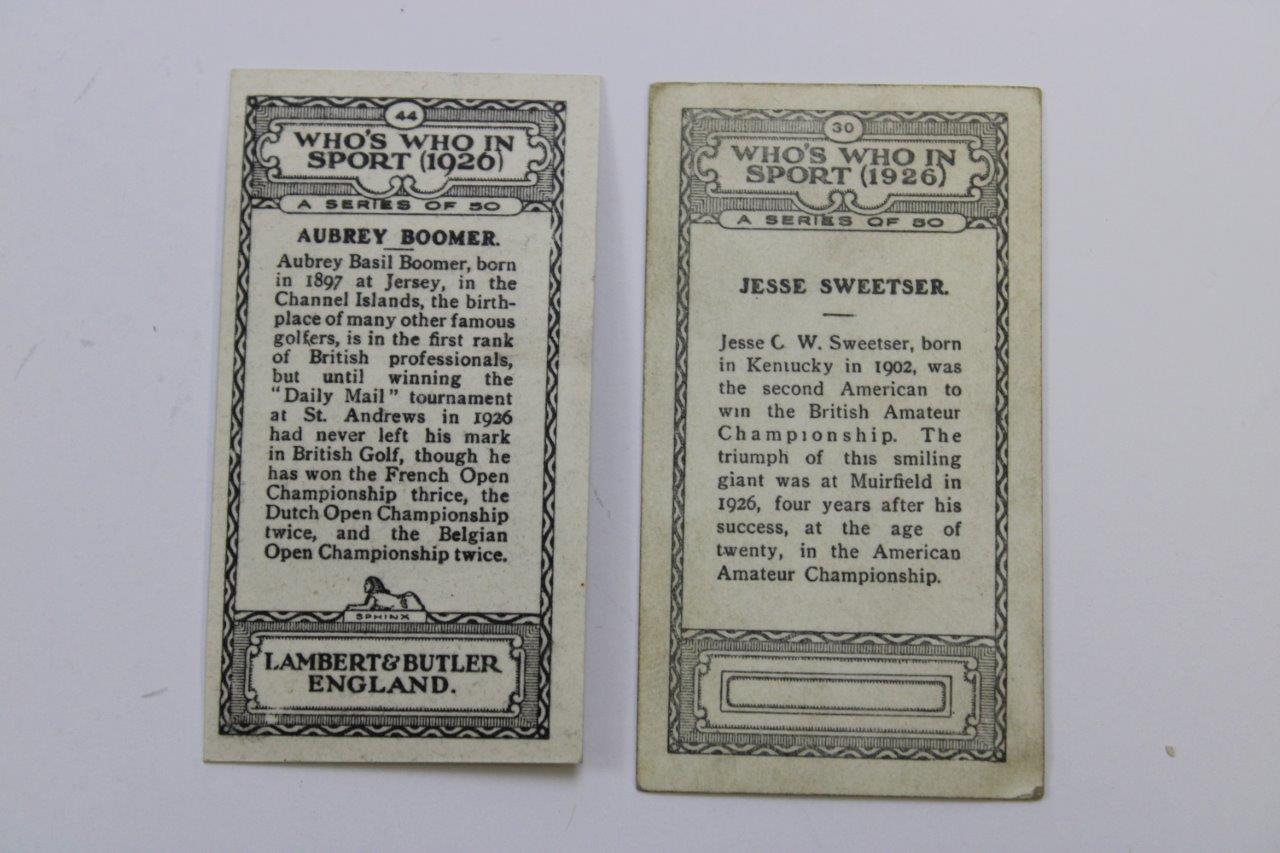 44
WHO'S WHO IN
SPORT (1926)
A SERIES OF 50
AUBREY BOOMER.
Aubrey Basil Boomer, born
in 1897 at Jersey, in the
Channel Islands, the birth-
place of many other famous
golfers, is in the first rank
of British professionals,
but until winning the
"Daily Mail" tournament
at St. Andrews in 1926
had never left his mark
in British Golf, though he
has won the French Open
Championship thrice, the
Dutch Open Championship
twice, and the Belgian
Open Championship twice.
SPHINX
LAMBERT & BUTLER
ENGLAND.
30
WHO'S WHO IN
SPORT (1926)
A SERIES OF 50
JESSE SWEETSER.
Jesse C W. Sweetser, born
in Kentucky in 1902, was
the second American to
win the British Amateur
Championship. The
triumph of this smiling
giant was at Muirfield in
1926, four years after his
success, at the age of
twenty, in the American
Amateur Championship.